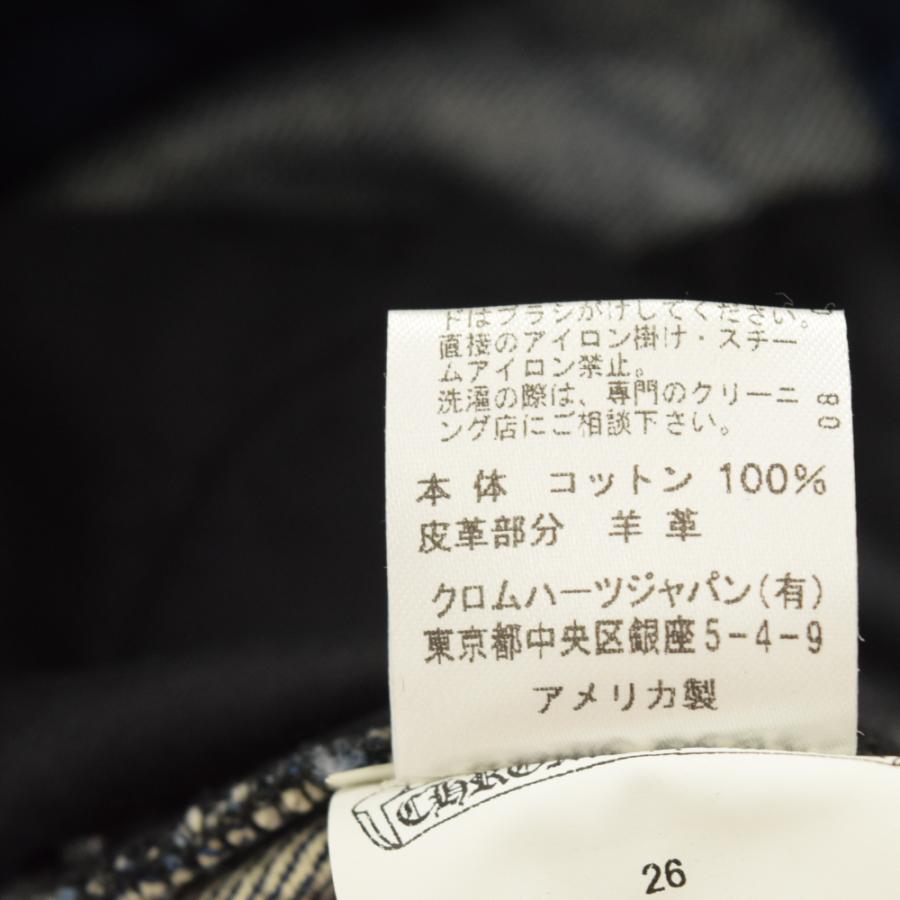 ドはブラシがけしてください。
直接のアイロン掛け・スチー
ムアイロン禁止。
洗濯の際は、専門のクリーニ
ング店にご相談下さい。
80
本 体 コットン 100%
皮革部分 羊 革
クロムハーツジャパン(有)
東京都中央区銀座5-4-9
アメリカ製
26